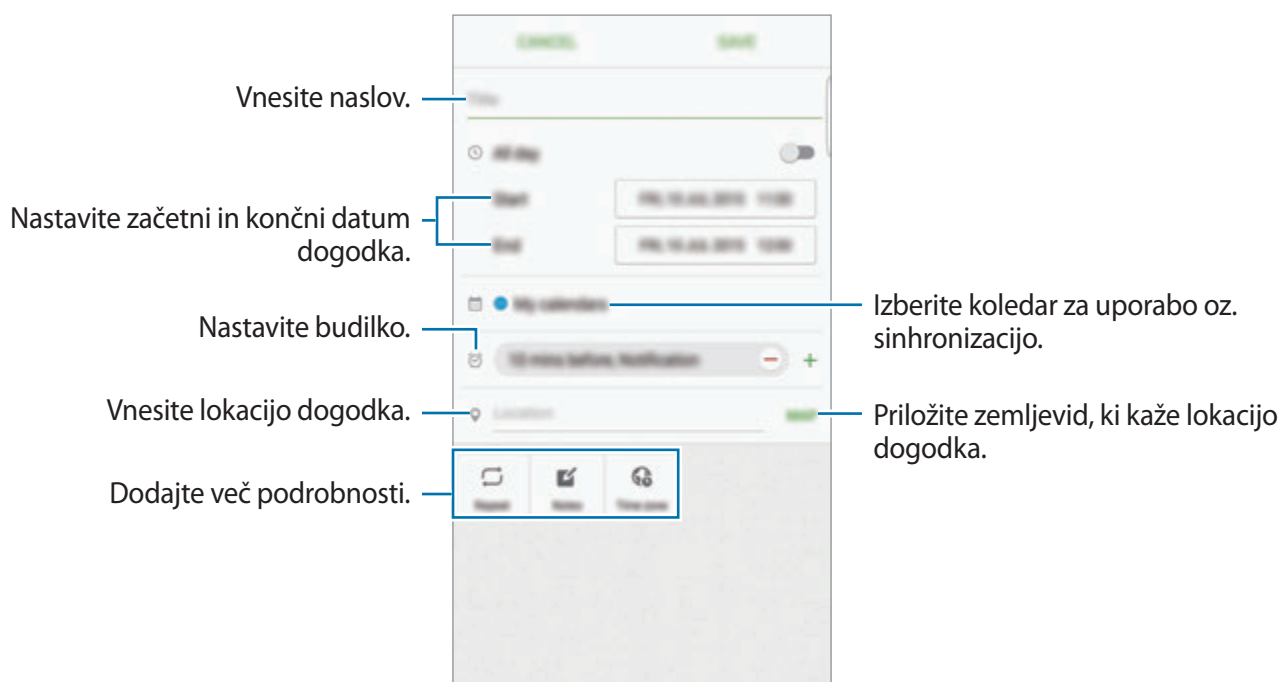 CANCEL
SAVE
Vnesite naslov.
Title
All day
Nastavite začetni in končni datum
dogodka.
Start
End
My calendars
Izberite koledar za uporabo oz.
sinhronizacijo.
Nastavite budilko.
10 mins before, Notification
Vnesite lokacijo dogodka.
Location
MAP
Priložite zemljevid, ki kaže lokacijo
dogodka.
Dodajte več podrobnosti.
Repeat
Notes
Time zone